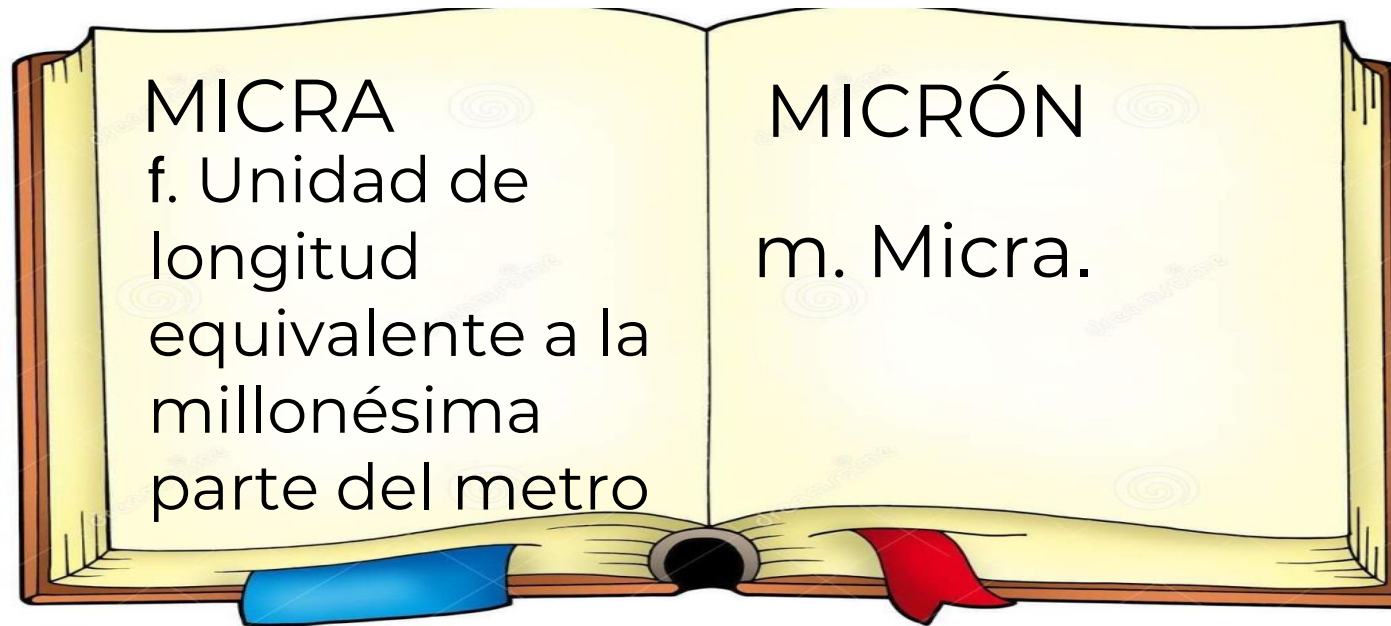 MICRA
f. Unidad de
longitud
equivalente a la
millonésima
parte del metro
MICRÓN
m. Micra.